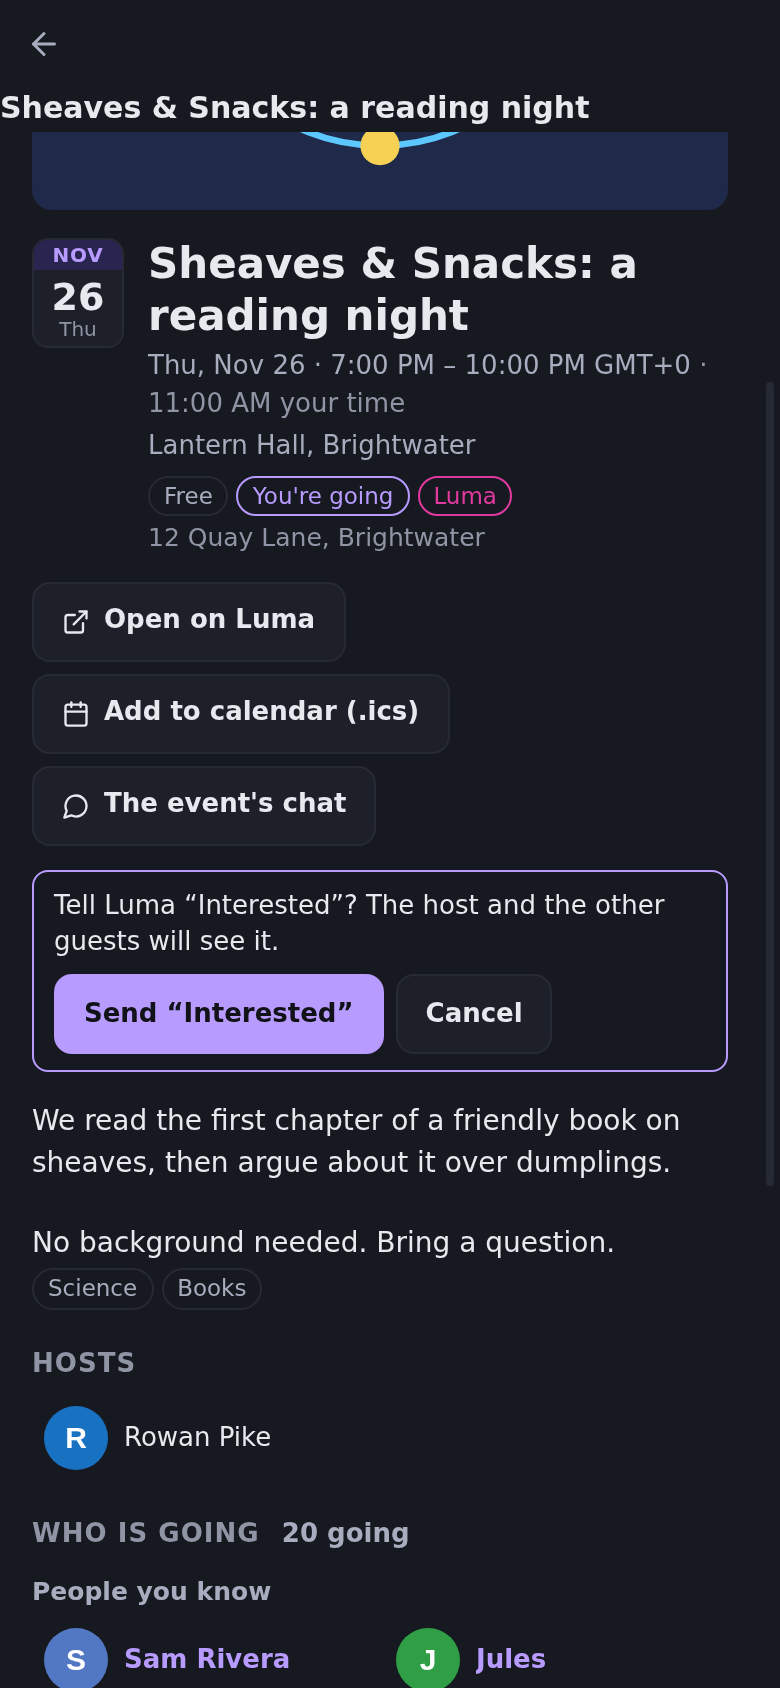 Sheaves & Snacks: a reading night
NOV
26
Thu
Sheaves & Snacks: a
reading night
Thu, Nov 26 · 7:00 PM – 10:00 PM GMT+0 ·
11:00 AM your time
Lantern Hall, Brightwater
Free
You're going
Luma
12 Quay Lane, Brightwater
Open on Luma
Add to calendar (.ics)
The event's chat
Tell Luma “Interested”? The host and the other
guests will see it.
Send “Interested”
Cancel
We read the first chapter of a friendly book on
sheaves, then argue about it over dumplings.
No background needed. Bring a question.
Science
Books
HOSTS
R
Rowan Pike
WHO IS GOING 20 going
People you know
S
Sam Rivera
J
Jules